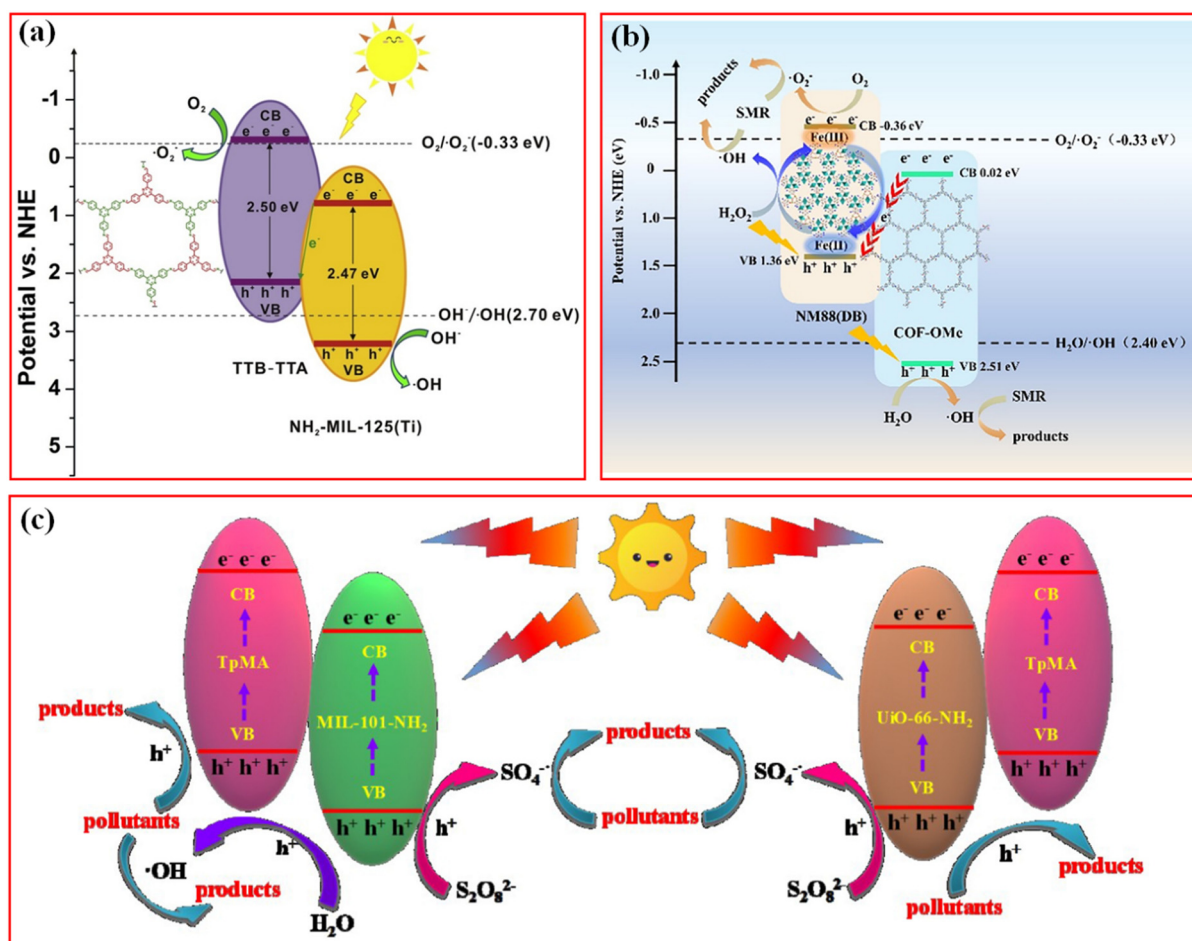 (a)
Potential vs. NHE
-1
0
1
2
3
4
5
O₂
·O₂⁻
CB
e⁻ e⁻ e⁻
2.50 eV
h⁺ h⁺ h⁺
VB
TTB-TTA
CB
e⁻ e⁻ e⁻
e⁻
2.47 eV
h⁺ h⁺ h⁺
VB
NH₂-MIL-125(Ti)
O₂/·O₂⁻(-0.33 eV)
OH⁻/·OH(2.70 eV)
OH⁻
·OH
(b)
Potential vs. NHE (eV)
-1.0
-0.5
0
0.5
1.0
1.5
2.0
2.5
products
SMR
·O₂⁻
O₂
·OH
H₂O₂
e⁻ e⁻ e⁻
CB -0.36 eV
Fe(III)
Fe(II)
VB 1.36 eV
h⁺ h⁺ h⁺
NM88(DB)
O₂/·O₂⁻ (-0.33 eV)
e⁻ e⁻ e⁻
CB 0.02 eV
e⁻
COF-OMc
H₂O/·OH (2.40 eV)
VB 2.51 eV
h⁺ h⁺ h⁺
H₂O
·OH
SMR
products
(c)
e⁻ e⁻ e⁻
CB
TpMA
VB
h⁺ h⁺ h⁺
products
h⁺
pollutants
·OH
products
h⁺
H₂O
e⁻ e⁻ e⁻
CB
MIL-101-NH₂
VB
h⁺ h⁺ h⁺
SO₄⁻·
h⁺
S₂O₈²⁻
products
pollutants
SO₄⁻·
h⁺
S₂O₈²⁻
e⁻ e⁻ e⁻
CB
UiO-66-NH₂
VB
h⁺ h⁺ h⁺
e⁻ e⁻ e⁻
CB
TpMA
VB
h⁺ h⁺ h⁺
h⁺
pollutants
products